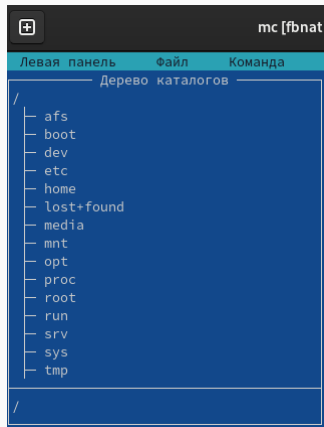 mc [fbnat
Левая панель Файл Команда
Дерево каталогов
/
afs
boot
dev
etc
home
lost+found
media
mnt
opt
proc
root
run
srv
sys
tmp
/